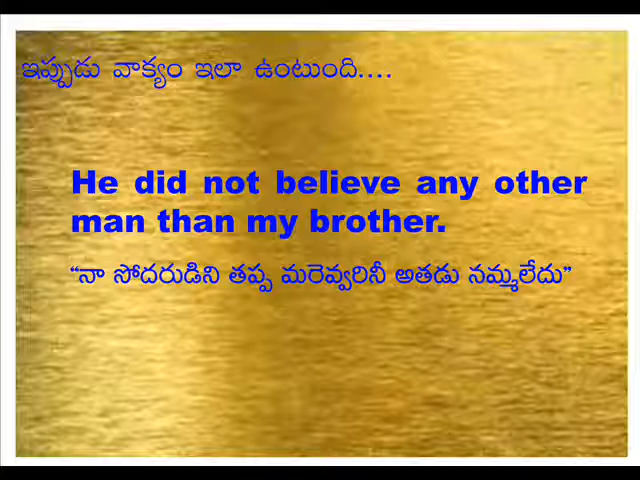 ఇప్పుడు వాక్యం ఇలా ఉంటుంది....
He did not believe any other
man than my brother.
“నా సోదరుడిని తప్ప మరెవ్వరినీ అతడు నమ్మలేదు”